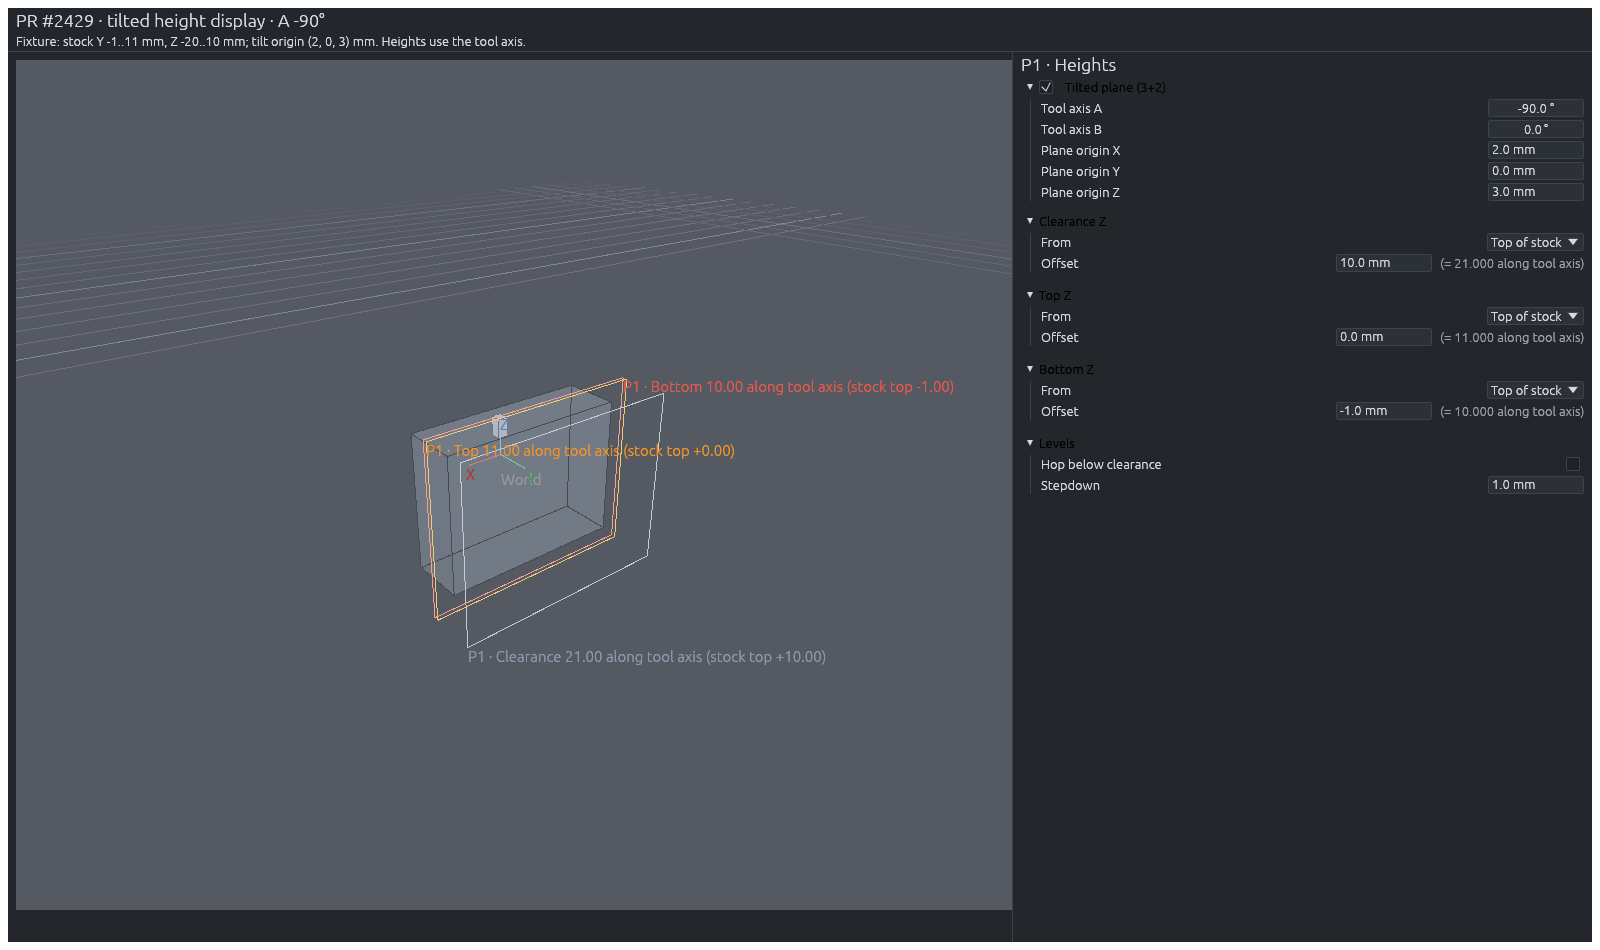 PR #2429 · tilted height display · A -90°
Fixture: stock Y -1..11 mm, Z -20..10 mm; tilt origin (2, 0, 3) mm. Heights use the tool axis.
P1 · Heights
Tilted plane (3+2)
Tool axis A -90.0 °
Tool axis B 0.0 °
Plane origin X 2.0 mm
Plane origin Y 0.0 mm
Plane origin Z 3.0 mm
Clearance Z
From Top of stock
Offset 10.0 mm (= 21.000 along tool axis)
Top Z
From Top of stock
Offset 0.0 mm (= 11.000 along tool axis)
Bottom Z
From Top of stock
Offset -1.0 mm (= 10.000 along tool axis)
Levels
Hop below clearance
Stepdown 1.0 mm
P1 · Bottom 10.00 along tool axis (stock top -1.00)
Z
P1 · Top 11.00 along tool axis (stock top +0.00)
X
World
P1 · Clearance 21.00 along tool axis (stock top +10.00)